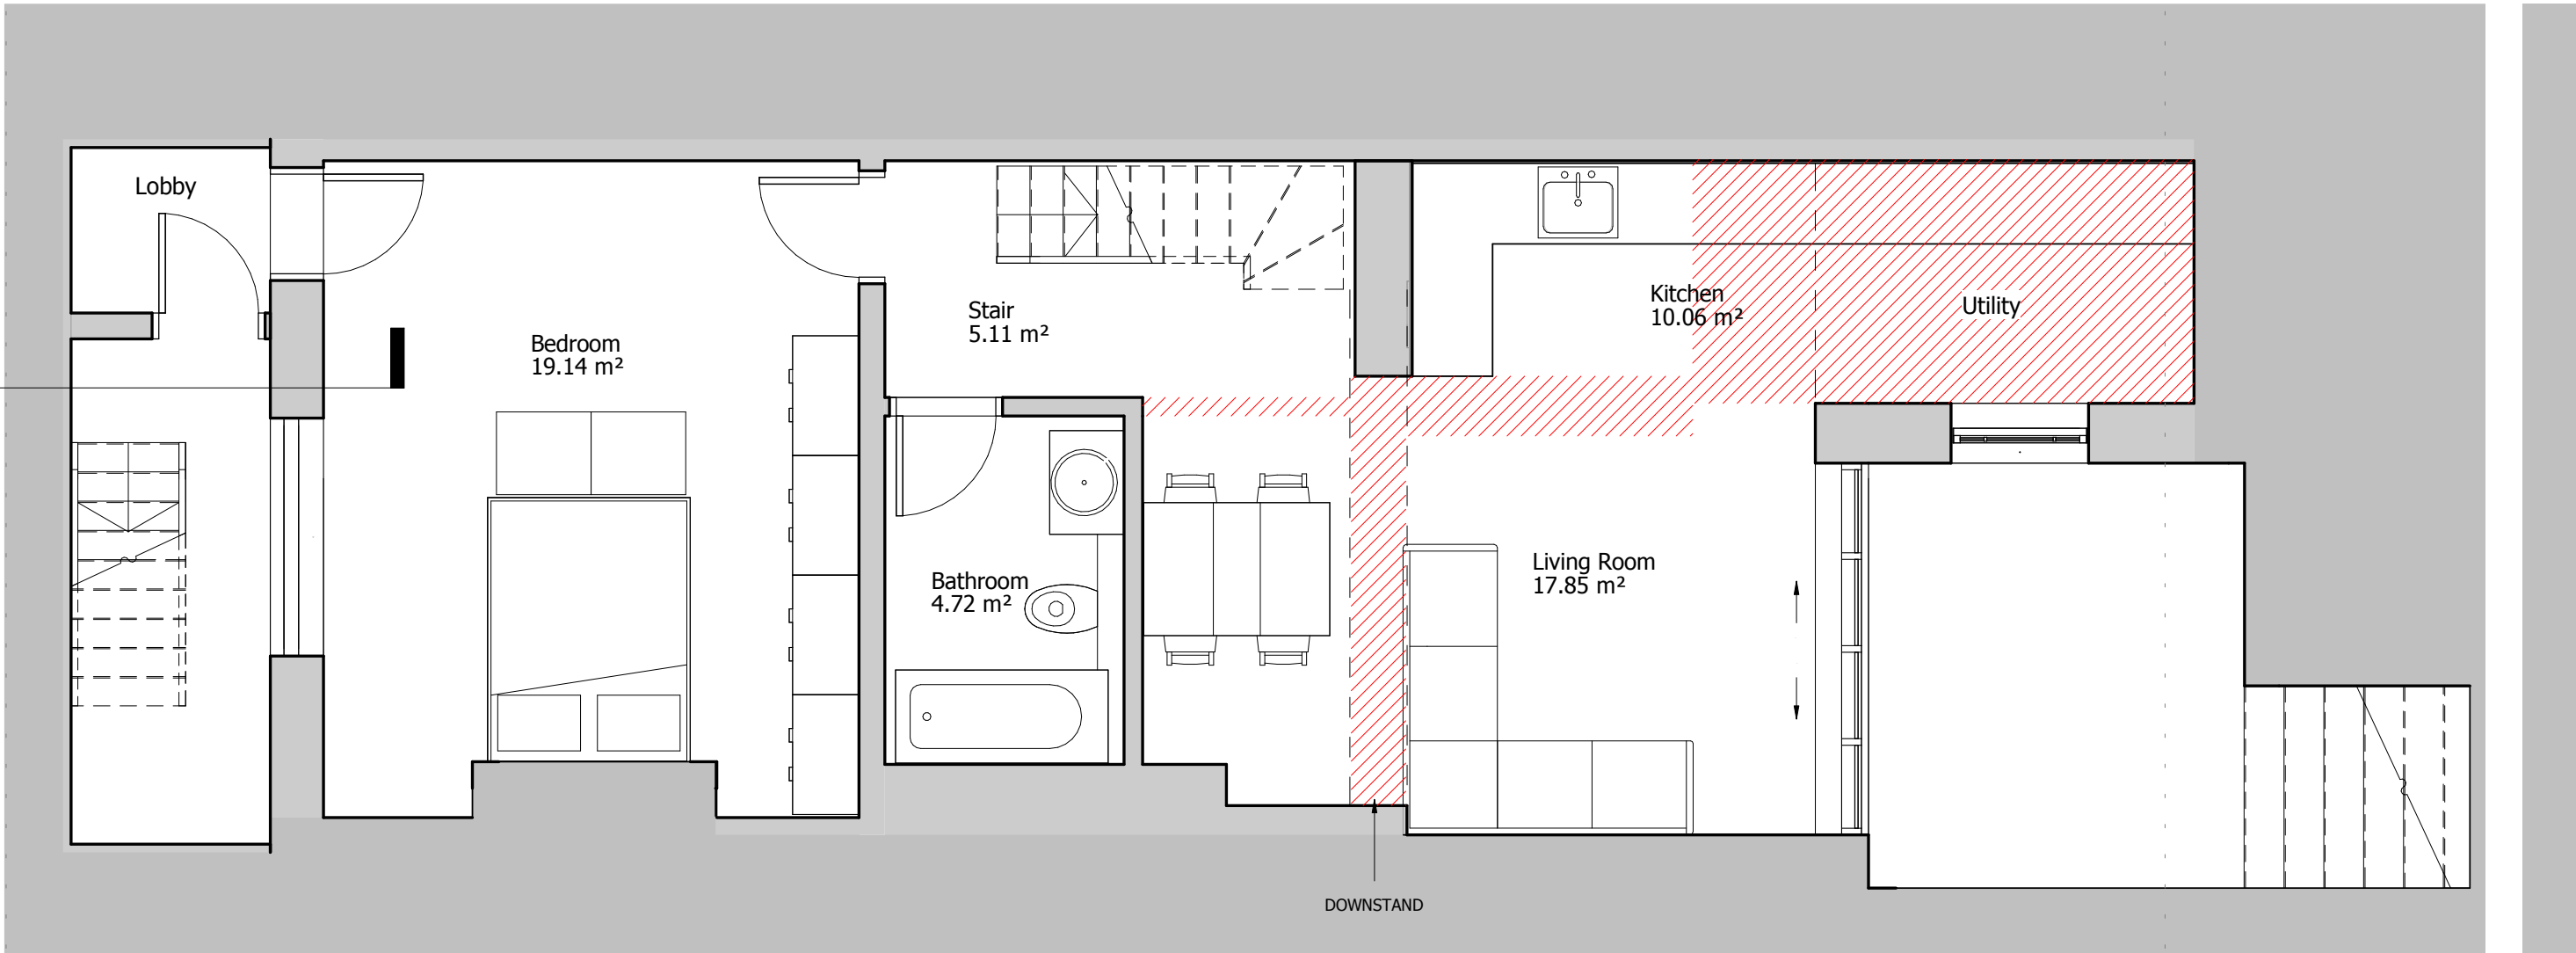 Lobby
Bedroom
19.14 m²
Stair
5.11 m²
Kitchen
10.06 m²
Utility
Bathroom
4.72 m²
Living Room
17.85 m²
DOWNSTAND